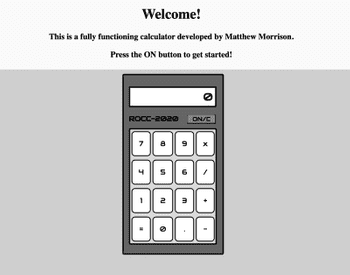 Welcome!
This is a fully functioning calculator developed by Matthew Morrison.
Press the ON button to get started!
0
ROCC-2020 ON/C
7 8 9 x
4 5 6 /
1 2 3 +
= 0 . -